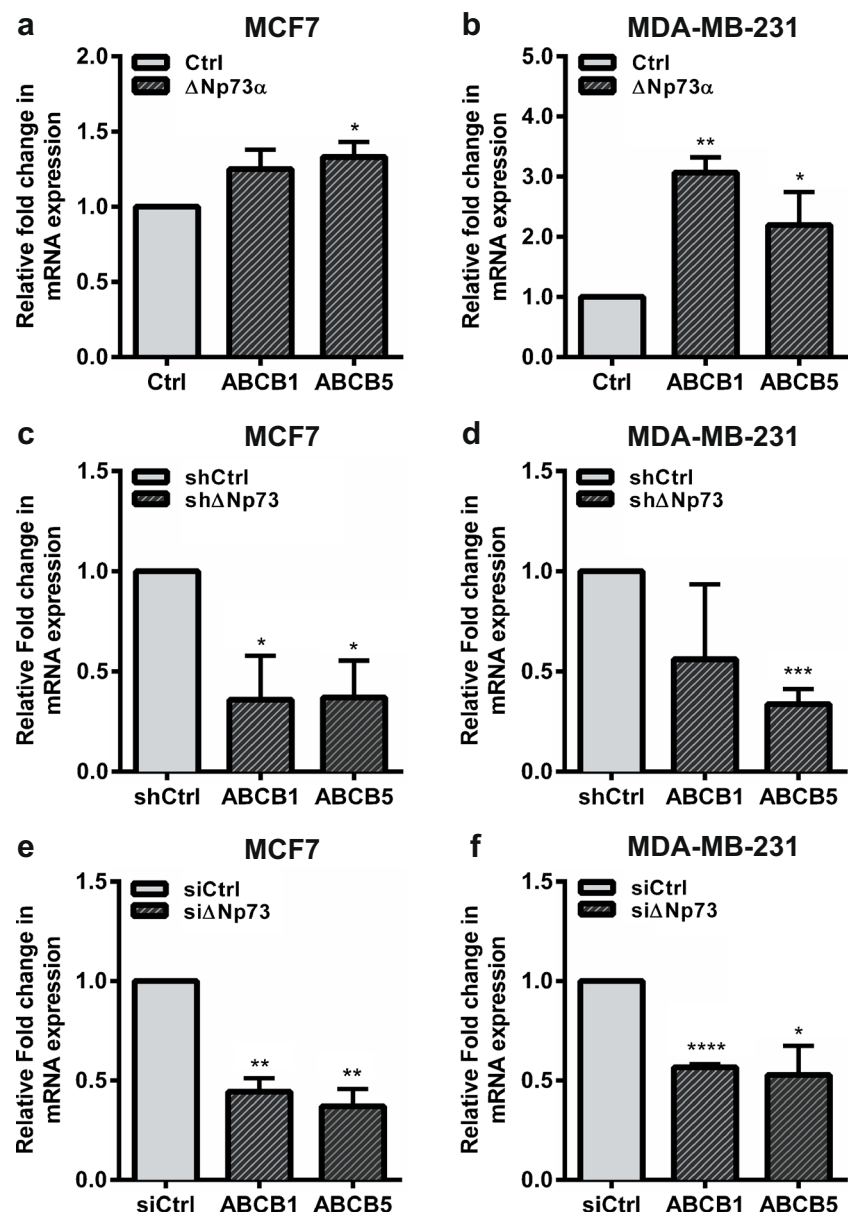 a
MCF7
Relative fold change in
mRNA expression
2.0
1.5
1.0
0.5
0.0
Ctrl
ΔNp73α
*
Ctrl ABCB1 ABCB5
b
MDA-MB-231
Relative fold change in
mRNA expression
5.0
4.0
3.0
2.0
1.0
0.0
Ctrl
ΔNp73α
**
*
Ctrl ABCB1 ABCB5
c
MCF7
Relative Fold change in
mRNA expression
1.5
1.0
0.5
0.0
shCtrl
shΔNp73
* *
shCtrl ABCB1 ABCB5
d
MDA-MB-231
Relative Fold change in
mRNA expression
1.5
1.0
0.5
0.0
shCtrl
shΔNp73
***
shCtrl ABCB1 ABCB5
e
MCF7
Relative Fold change in
mRNA expression
1.5
1.0
0.5
0.0
siCtrl
siΔNp73
** **
siCtrl ABCB1 ABCB5
f
MDA-MB-231
Relative Fold change in
mRNA expression
1.5
1.0
0.5
0.0
siCtrl
siΔNp73
****
*
siCtrl ABCB1 ABCB5